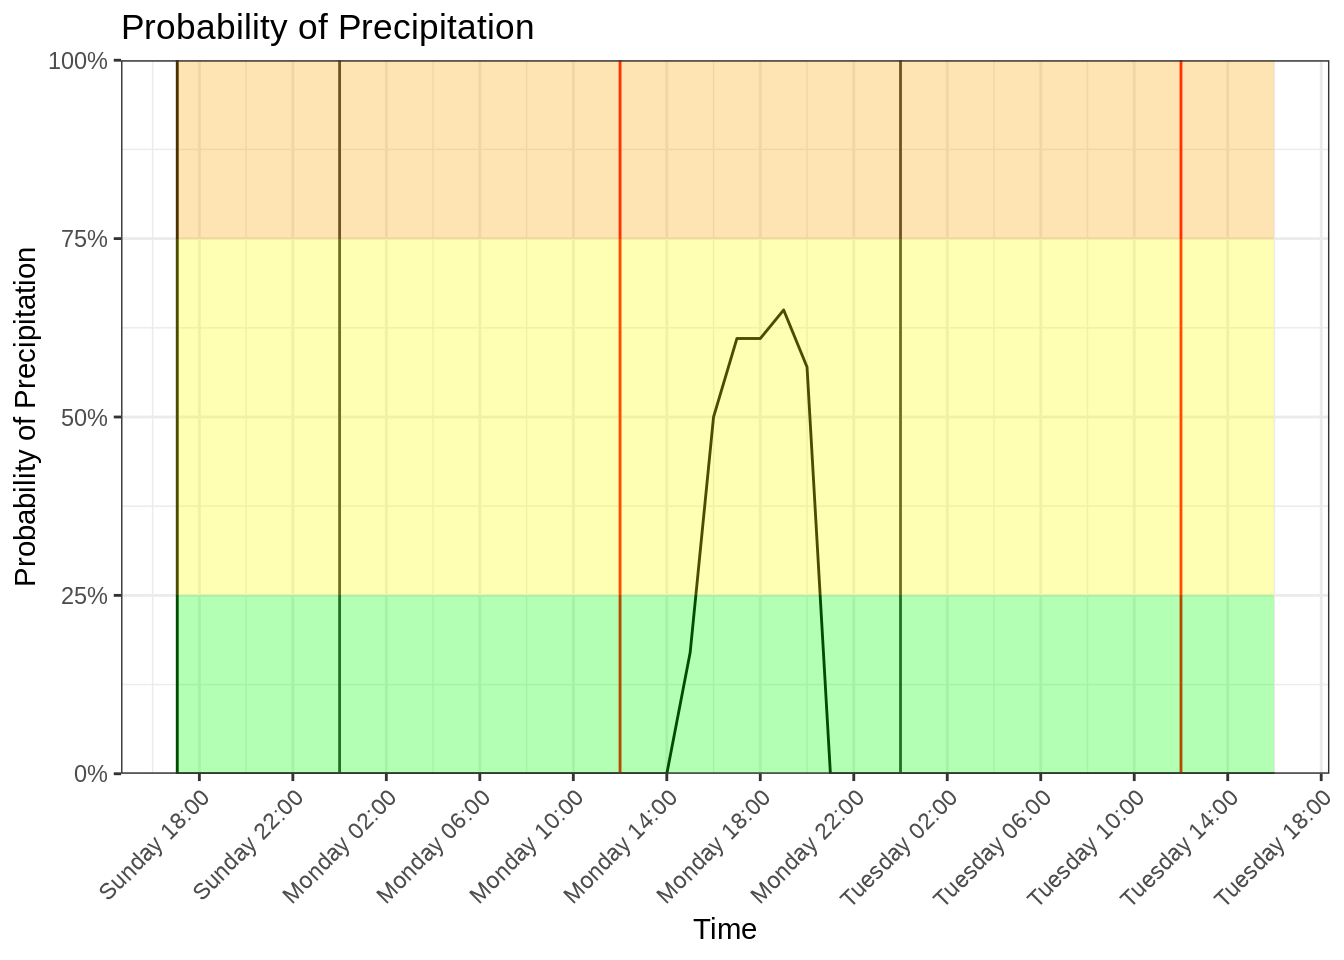 Probability of Precipitation
Probability of Precipitation
100%
75%
50%
25%
0%
Sunday 18:00
Sunday 22:00
Monday 02:00
Monday 06:00
Monday 10:00
Monday 14:00
Monday 18:00
Monday 22:00
Tuesday 02:00
Tuesday 06:00
Tuesday 10:00
Tuesday 14:00
Tuesday 18:00
Time